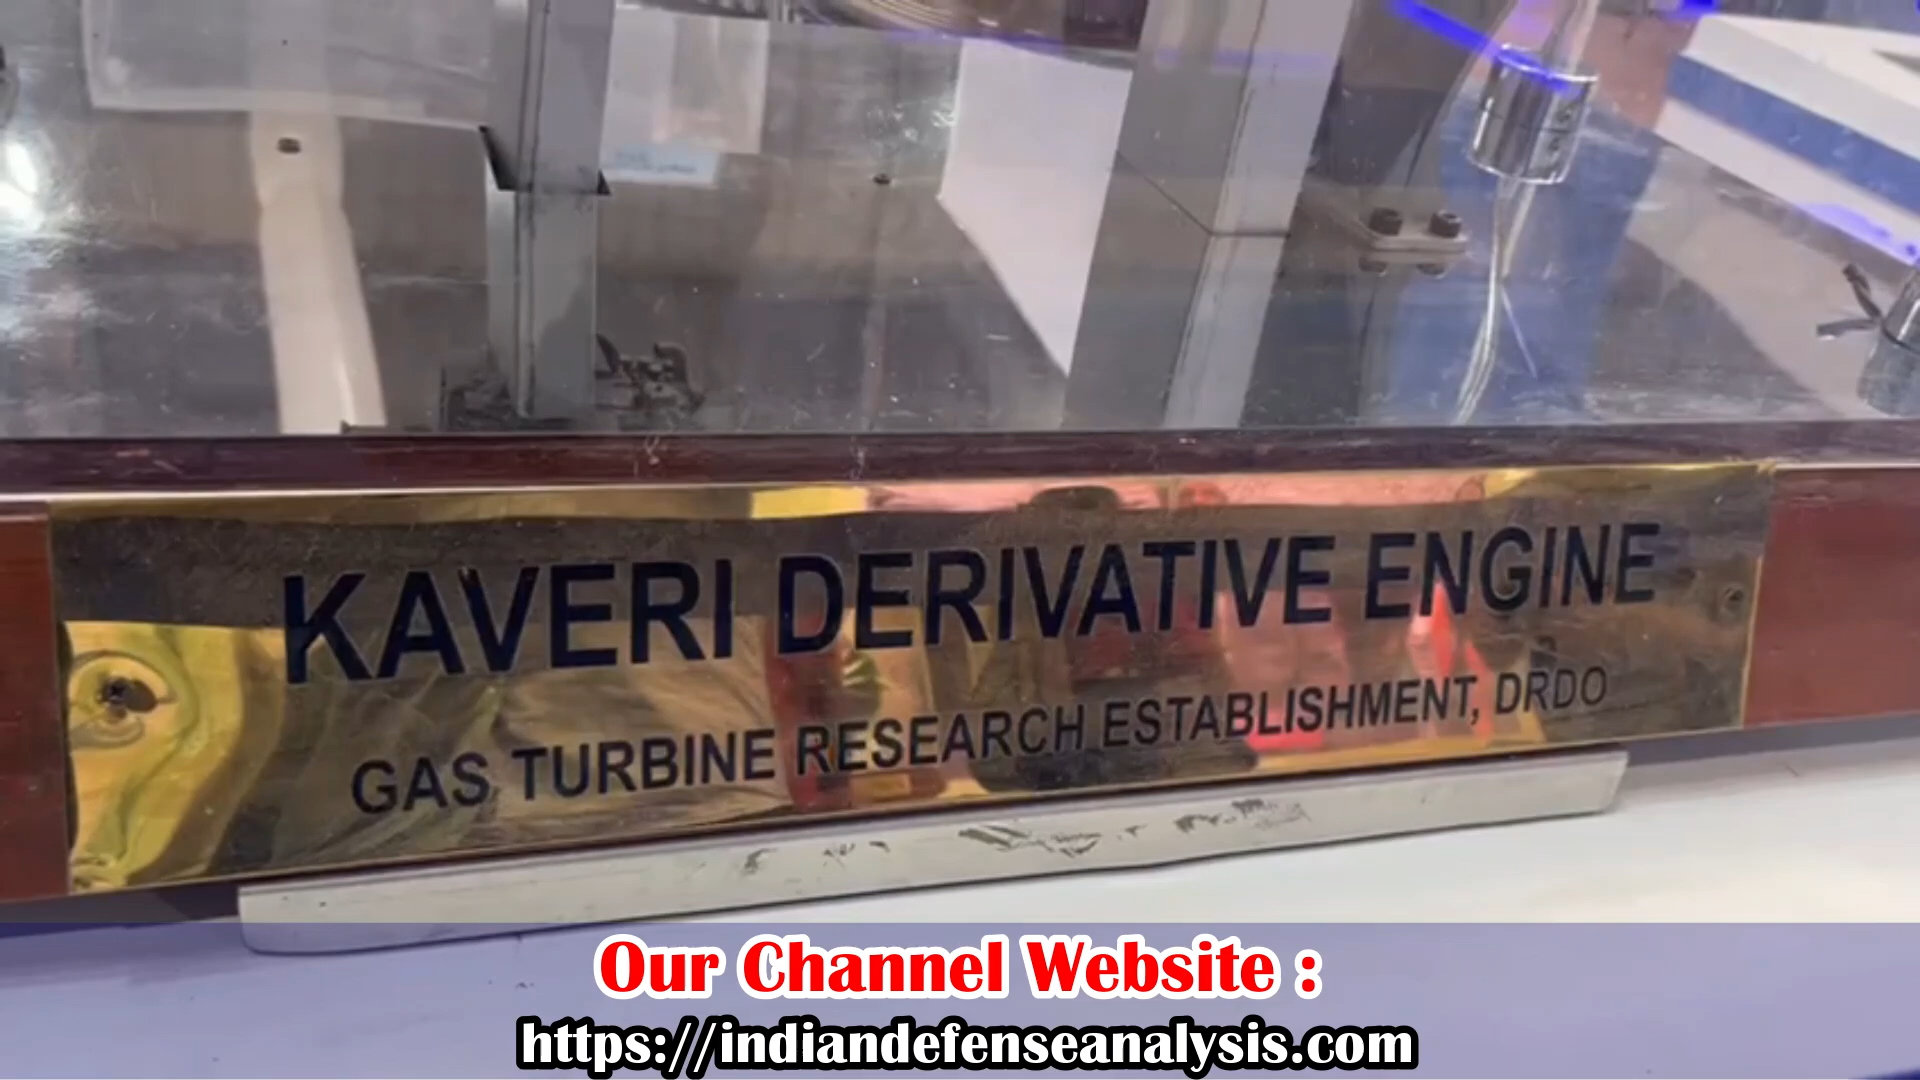 KAVERI DERIVATIVE ENGINE
GAS TURBINE RESEARCH ESTABLISHMENT, DRDO
Our Channel Website :
https://indiandefenseanalysis.com